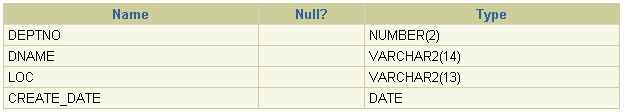 Name Null? Type
DEPTNO NUMBER(2)
DNAME VARCHAR2(14)
LOC VARCHAR2(13)
CREATE_DATE DATE